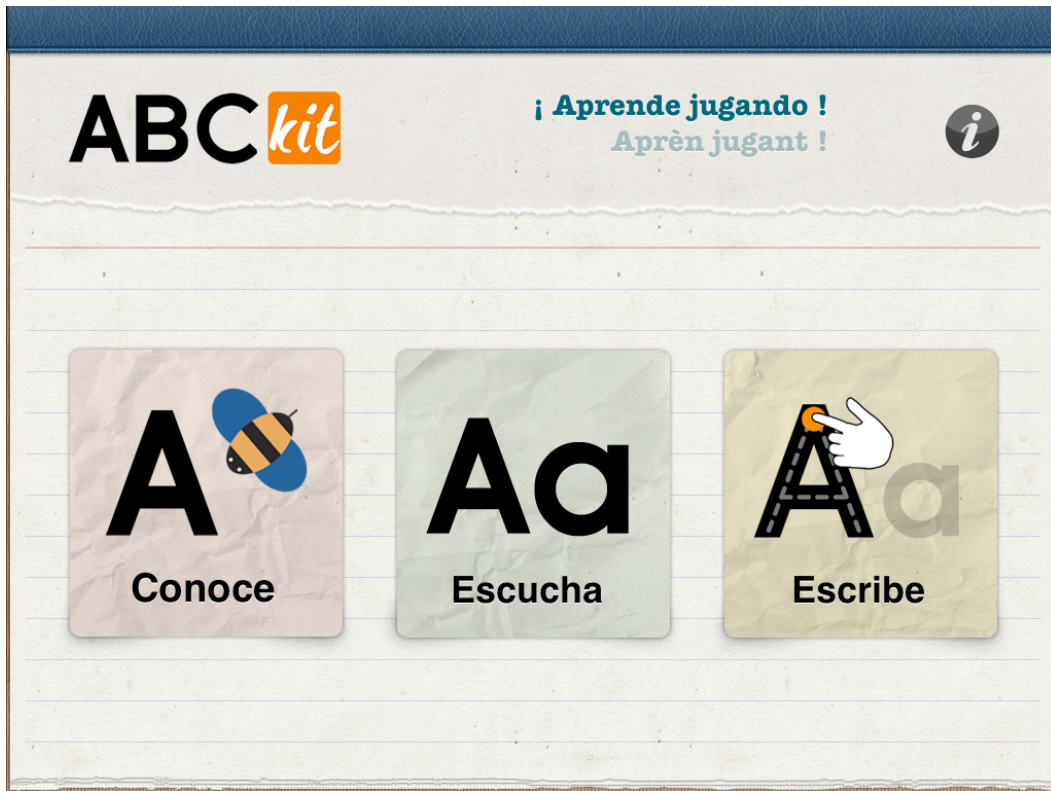 ABC kit
¡ Aprende jugando !
Aprèn jugant !
i
A
Conoce
Aa
Escucha
Aa
Escribe